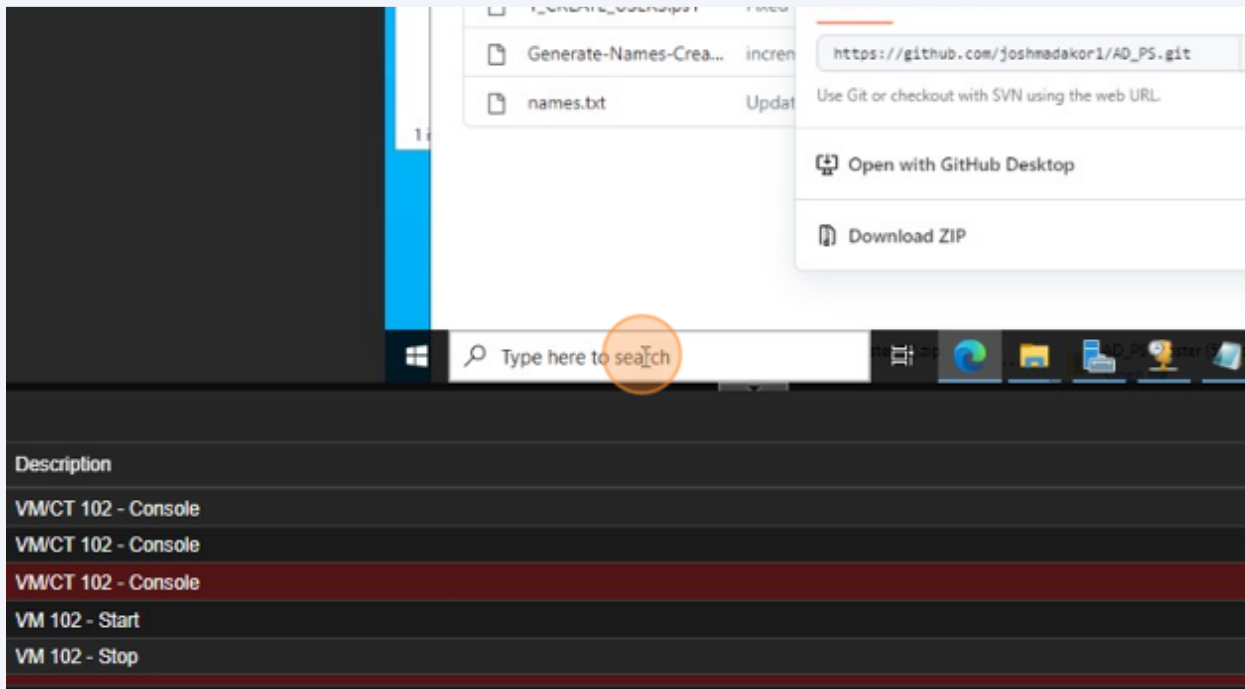 Generate-Names-Crea... incren
names.txt Updat
1 i
https://github.com/joshmadakor1/AD_PS.git
Use Git or checkout with SVN using the web URL.
Open with GitHub Desktop
Download ZIP
Type here to search
Description
VM/CT 102 - Console
VM/CT 102 - Console
VM/CT 102 - Console
VM 102 - Start
VM 102 - Stop